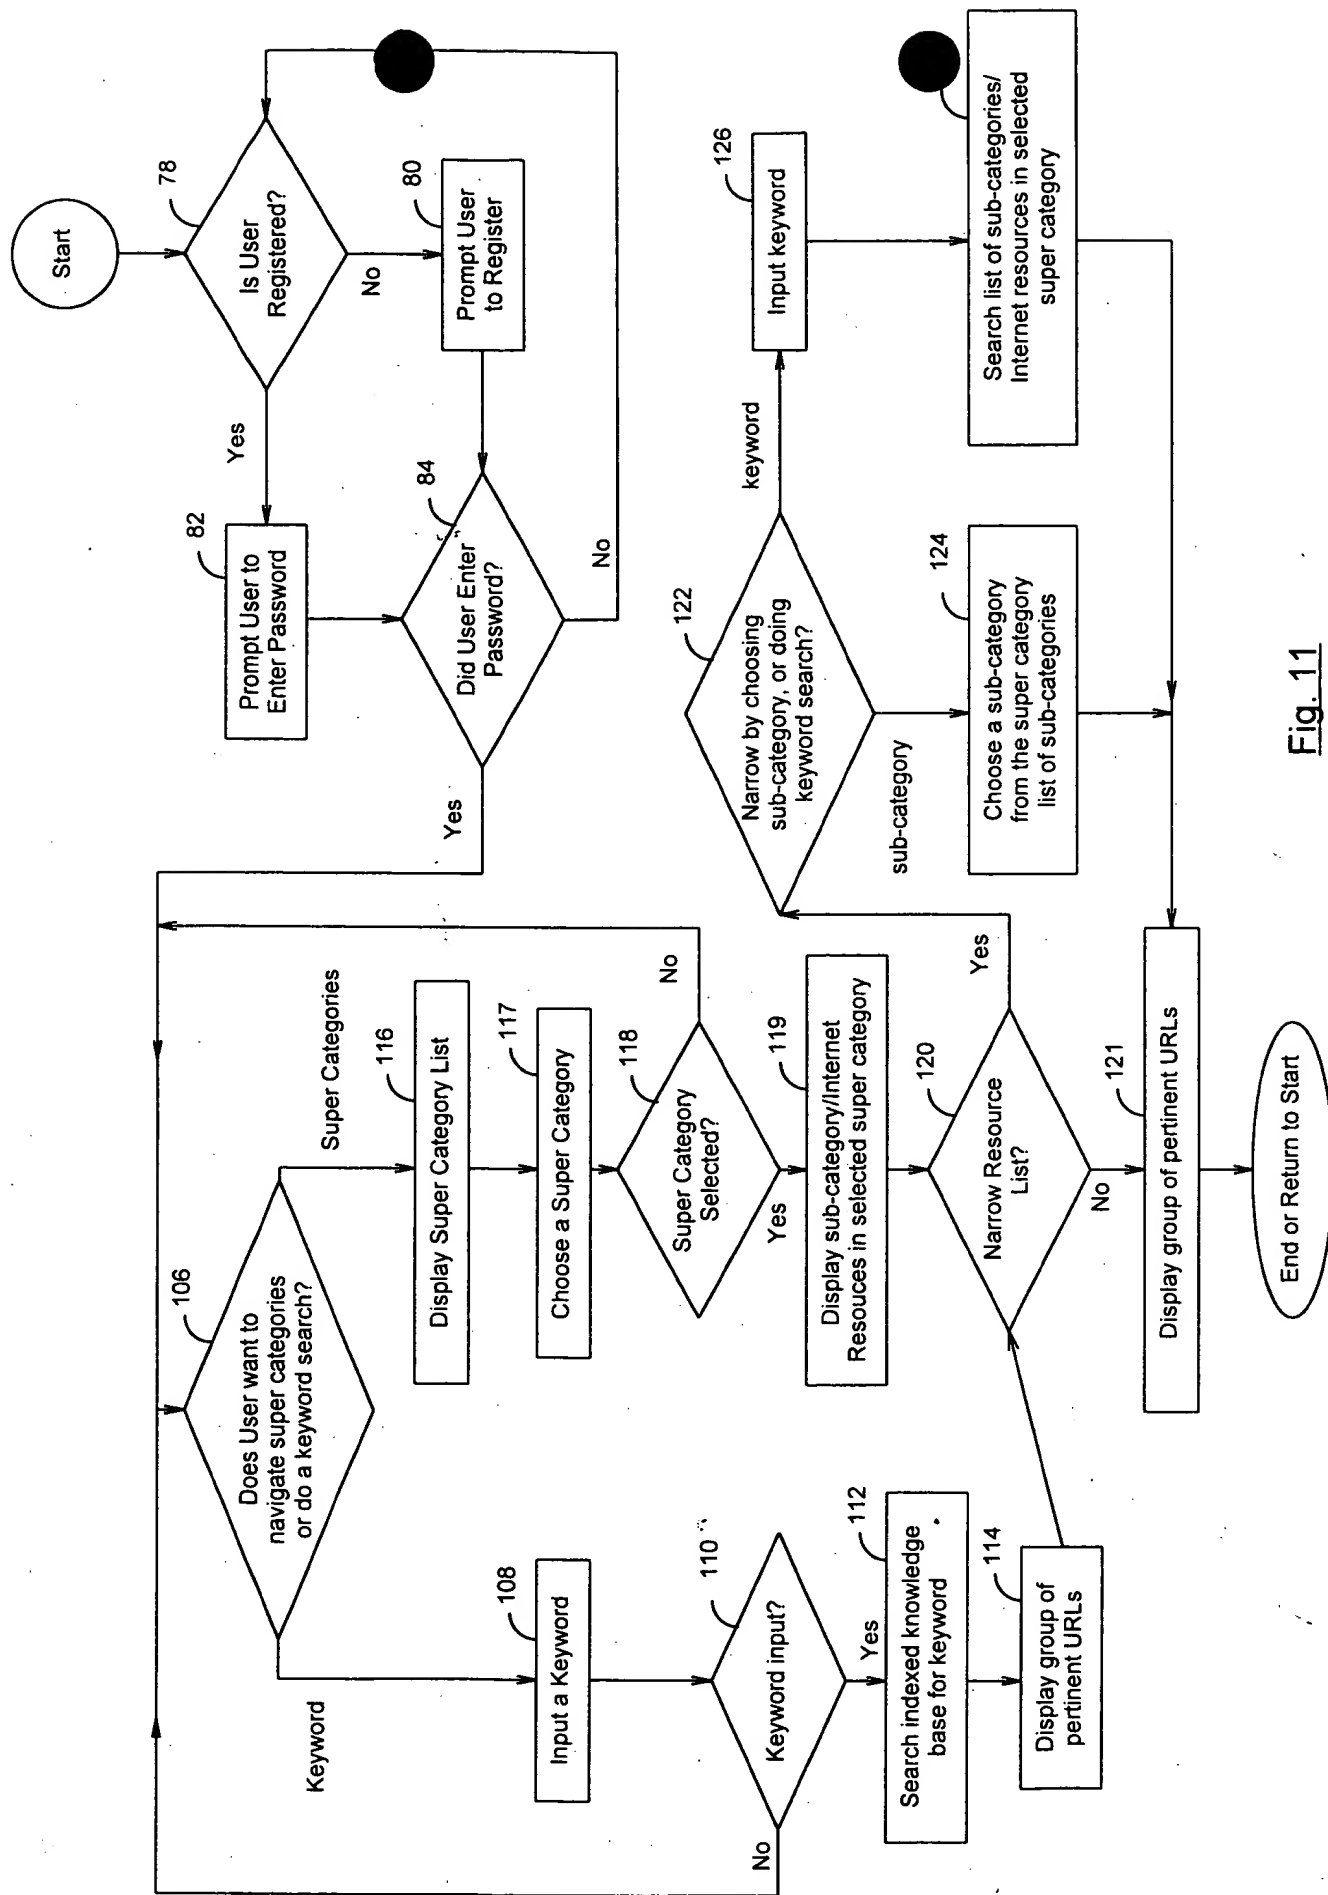 Start
78
Is User
Registered?
Yes
No
80
Prompt User
to Register
82
Prompt User to
Enter Password
84
Did User Enter
Password?
No
Yes
106
Does User want to
navigate super categories
or do a keyword search?
Keyword
Super Categories
108
Input a Keyword
110
Keyword input?
No
Yes
112
Search indexed knowledge
base for keyword
114
Display group of
pertinent URLs
116
Display Super Category List
117
Choose a Super Category
118
Super Category
Selected?
No
Yes
119
Display sub-category/Internet
Resouces in selected super category
120
Narrow Resource
List?
Yes
No
121
Display group of pertinent URLs
End or Return to Start
122
Narrow by choosing
sub-category, or doing
keyword search?
keyword
sub-category
124
Choose a sub-category
from the super category
list of sub-categories
126
Input keyword
Search list of sub-categories/
Internet resources in selected
super category
Fig. 11